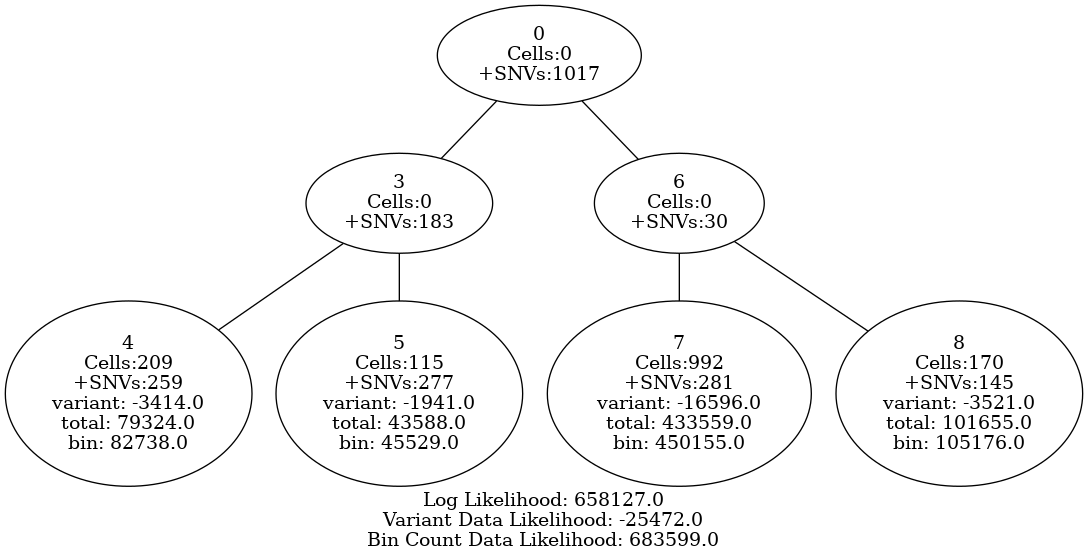 0
Cells:0
+SNVs:1017
3
Cells:0
+SNVs:183
6
Cells:0
+SNVs:30
4
Cells:209
+SNVs:259
variant: -3414.0
total: 79324.0
bin: 82738.0
5
Cells:115
+SNVs:277
variant: -1941.0
total: 43588.0
bin: 45529.0
7
Cells:992
+SNVs:281
variant: -16596.0
total: 433559.0
bin: 450155.0
8
Cells:170
+SNVs:145
variant: -3521.0
total: 101655.0
bin: 105176.0
Log Likelihood: 658127.0
Variant Data Likelihood: -25472.0
Bin Count Data Likelihood: 683599.0